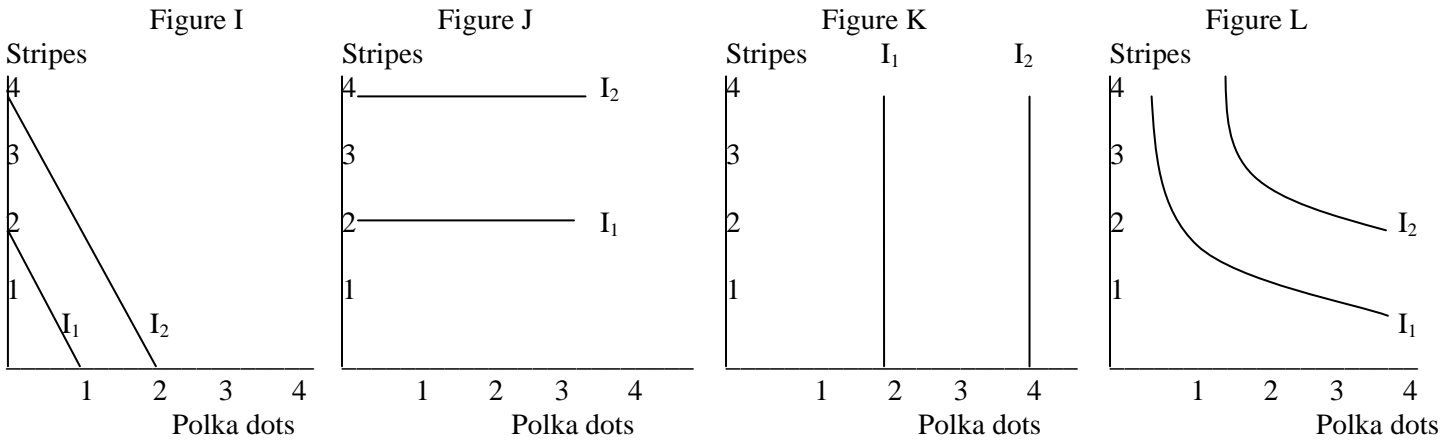 Figure I Figure J Figure K Figure L
Stripes Stripes Stripes I₁ I₂ Stripes
4 4 I₂ 4 4
3 3 3 3
2 2 I₁ 2 2 I₂
1 1 1 1
I₁ I₂ I₁
1 2 3 4 1 2 3 4 1 2 3 4 1 2 3 4
Polka dots Polka dots Polka dots Polka dots